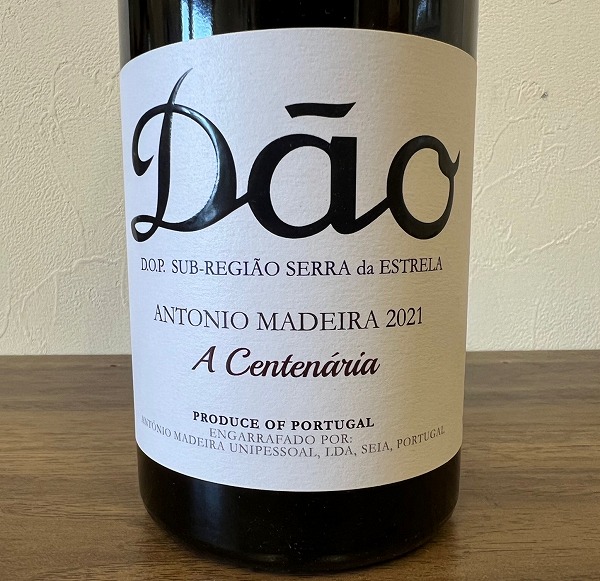 Dão
D.O.P. SUB-REGIÃO SERRA da ESTRELA
ANTONIO MADEIRA 2021
A Centenária
PRODUCE OF PORTUGAL
ENGARRAFADO POR:
ANTÓNIO MADEIRA UNIPESSOAL, LDA, SEIA, PORTUGAL